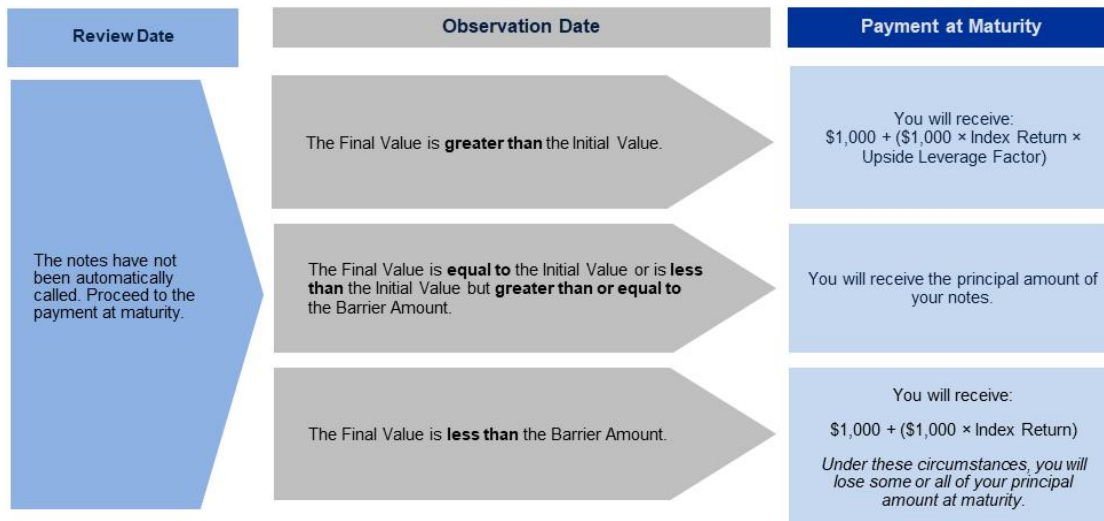 Review Date
Observation Date
Payment at Maturity
The notes have not
been automatically
called. Proceed to the
payment at maturity.
The Final Value is greater than the Initial Value.
You will receive:
$1,000 + ($1,000 × Index Return ×
Upside Leverage Factor)
The Final Value is equal to the Initial Value or is less
than the Initial Value but greater than or equal to
the Barrier Amount.
You will receive the principal amount of
your notes.
The Final Value is less than the Barrier Amount.
You will receive:
$1,000 + ($1,000 × Index Return)
Under these circumstances, you will
lose some or all of your principal
amount at maturity.